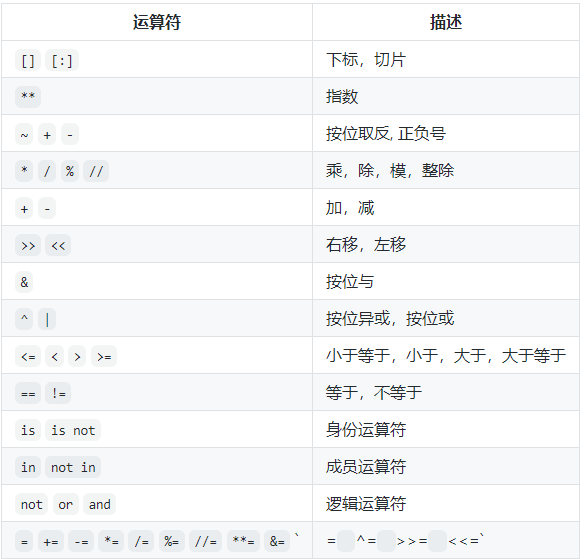 运算符 描述
[] [:] 下标，切片
** 指数
~ + - 按位取反, 正负号
* / % // 乘，除，模，整除
+ - 加，减
>> << 右移，左移
& 按位与
^ | 按位异或，按位或
<= < > >= 小于等于，小于，大于，大于等于
== != 等于，不等于
is is not 身份运算符
in not in 成员运算符
not or and 逻辑运算符
= += -= *= /= %= //= **= &= ` = ^= >>= <<=`